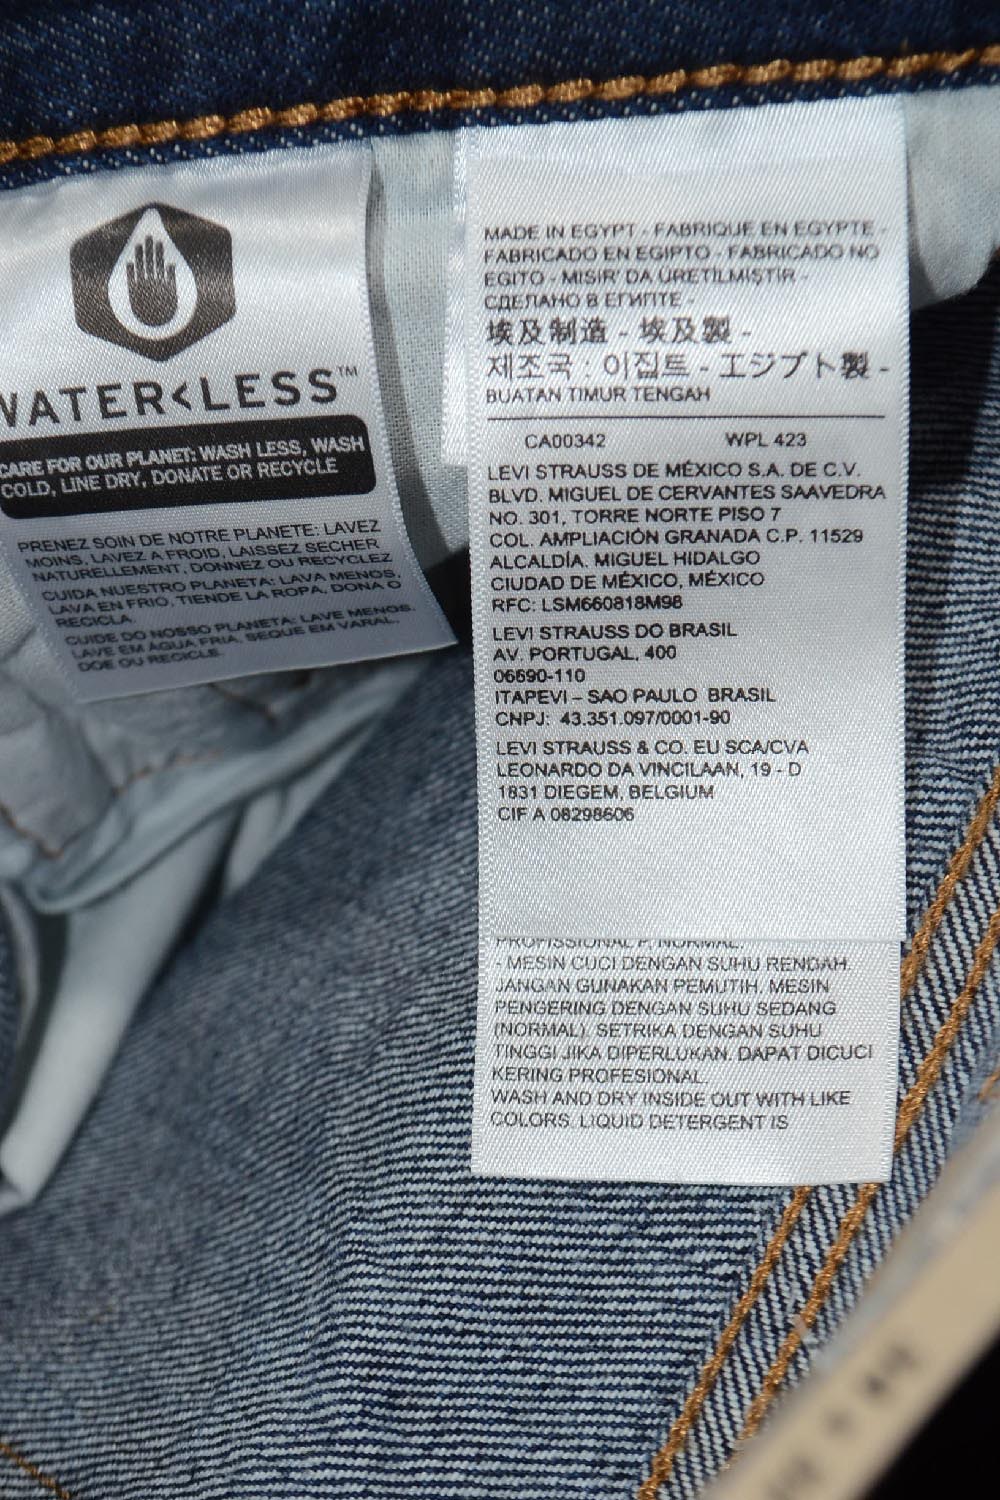 WATER<LESS™
CARE FOR OUR PLANET: WASH LESS, WASH
COLD, LINE DRY, DONATE OR RECYCLE
PRENEZ SOIN DE NOTRE PLANETE: LAVEZ
MOINS, LAVEZ A FROID, LAISSEZ SECHER
NATURELLEMENT, DONNEZ OU RECYCLEZ
CUIDA NUESTRO PLANETA: LAVA MENOS,
LAVA EN FRIO, TIENDE LA ROPA, DONA O
RECICLA.
CUIDE DO NOSSO PLANETA: LAVE MENOS.
LAVE EM ÁGUA FRIA. SEQUE EM VARAL.
DOE OU RECICLE.
MADE IN EGYPT - FABRIQUE EN EGYPTE -
FABRICADO EN EGIPTO - FABRICADO NO
EGITO - MISIR' DA ÜRETİLMİŞTİR -
СДЕЛАНО В ЕГИПТЕ -
埃及制造 - 埃及製 -
제조국 : 이집트 - エジプト製 -
BUATAN TIMUR TENGAH
CA00342 WPL 423
LEVI STRAUSS DE MÉXICO S.A. DE C.V.
BLVD. MIGUEL DE CERVANTES SAAVEDRA
NO. 301, TORRE NORTE PISO 7
COL. AMPLIACIÓN GRANADA C.P. 11529
ALCALDÍA. MIGUEL HIDALGO
CIUDAD DE MÉXICO, MÉXICO
RFC: LSM660818M98
LEVI STRAUSS DO BRASIL
AV. PORTUGAL, 400
06690-110
ITAPEVI – SAO PAULO BRASIL
CNPJ: 43.351.097/0001-90
LEVI STRAUSS & CO. EU SCA/CVA
LEONARDO DA VINCILAAN, 19 - D
1831 DIEGEM, BELGIUM
CIF A 08298606
PROFISSIONAL P, NORMAL.
- MESIN CUCI DENGAN SUHU RENDAH.
JANGAN GUNAKAN PEMUTIH. MESIN
PENGERING DENGAN SUHU SEDANG
(NORMAL). SETRIKA DENGAN SUHU
TINGGI JIKA DIPERLUKAN. DAPAT DICUCI
KERING PROFESIONAL.
WASH AND DRY INSIDE OUT WITH LIKE
COLORS. LIQUID DETERGENT IS